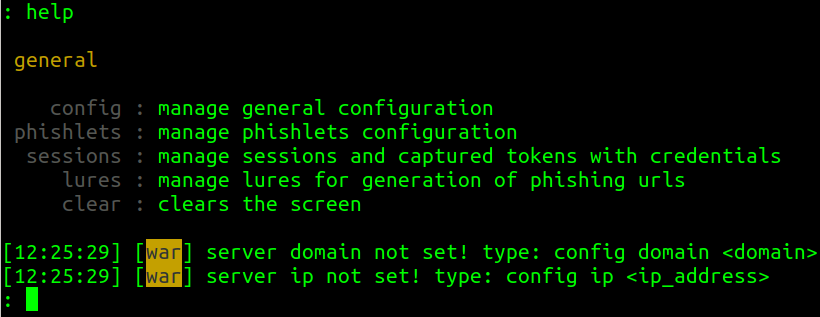 : help
general
config : manage general configuration
phishlets : manage phishlets configuration
sessions : manage sessions and captured tokens with credentials
lures : manage lures for generation of phishing urls
clear : clears the screen
[12:25:29] [war] server domain not set! type: config domain <domain>
[12:25:29] [war] server ip not set! type: config ip <ip_address>
: